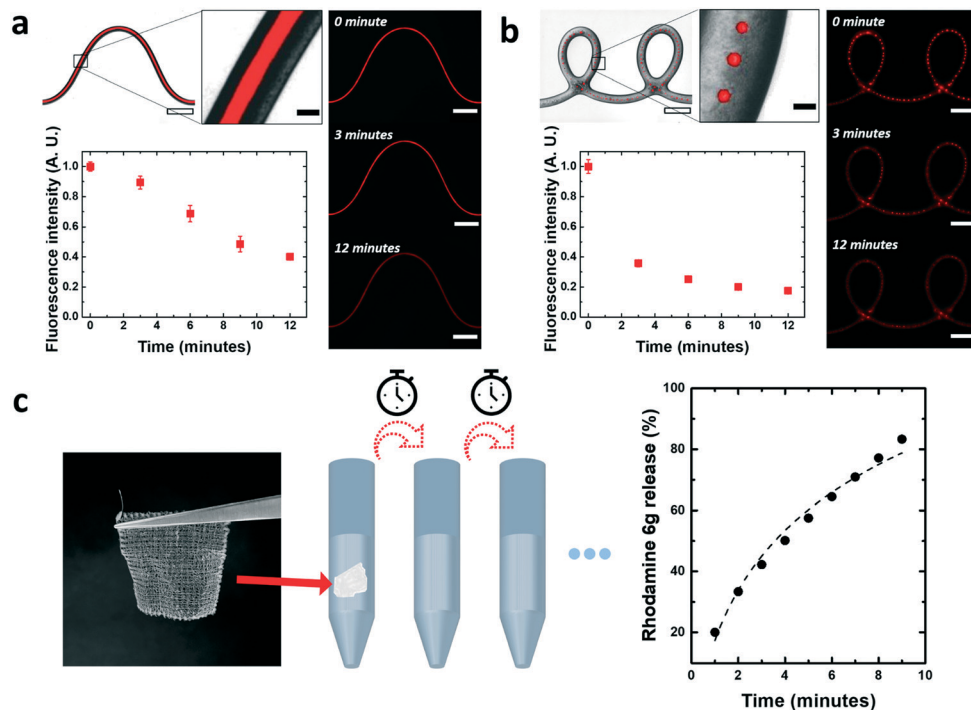 a
0 minute
3 minutes
12 minutes
Fluorescence intensity (A. U.)
1.0
0.8
0.6
0.4
0.2
0.0
0 2 4 6 8 10 12
Time (minutes)
b
0 minute
3 minutes
12 minutes
Fluorescence intensity (A. U.)
1.0
0.8
0.6
0.4
0.2
0.0
0 2 4 6 8 10 12
Time (minutes)
c
Rhodamine 6g release (%)
100
80
60
40
20
0 2 4 6 8 10
Time (minutes)